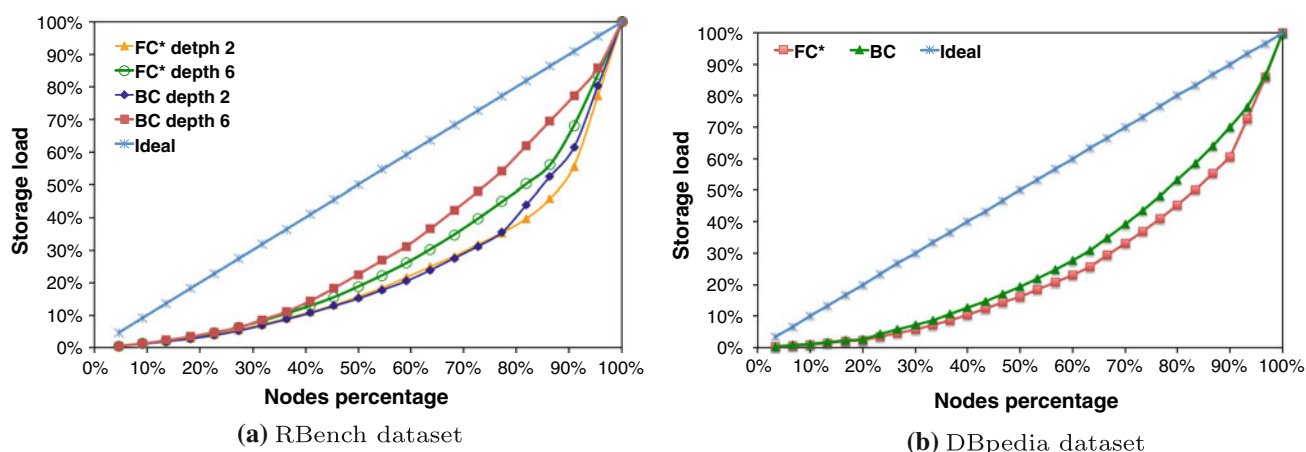 100%
90%
80%
70%
60%
50%
40%
30%
20%
10%
0%
Storage load
FC* detph 2
FC* depth 6
BC depth 2
BC depth 6
Ideal
0% 10% 20% 30% 40% 50% 60% 70% 80% 90% 100%
Nodes percentage
(a) RBench dataset
100%
90%
80%
70%
60%
50%
40%
30%
20%
10%
0%
Storage load
FC* BC Ideal
0% 10% 20% 30% 40% 50% 60% 70% 80% 90% 100%
Nodes percentage
(b) DBpedia dataset